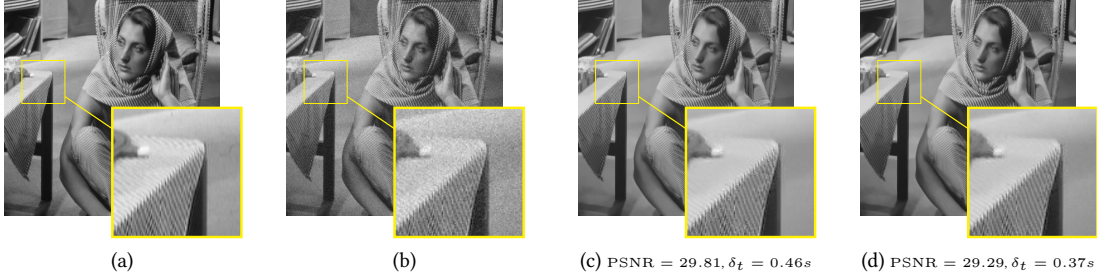 (a)
(b)
(c) PSNR = 29.81, δt = 0.46s
(d) PSNR = 29.29, δt = 0.37s